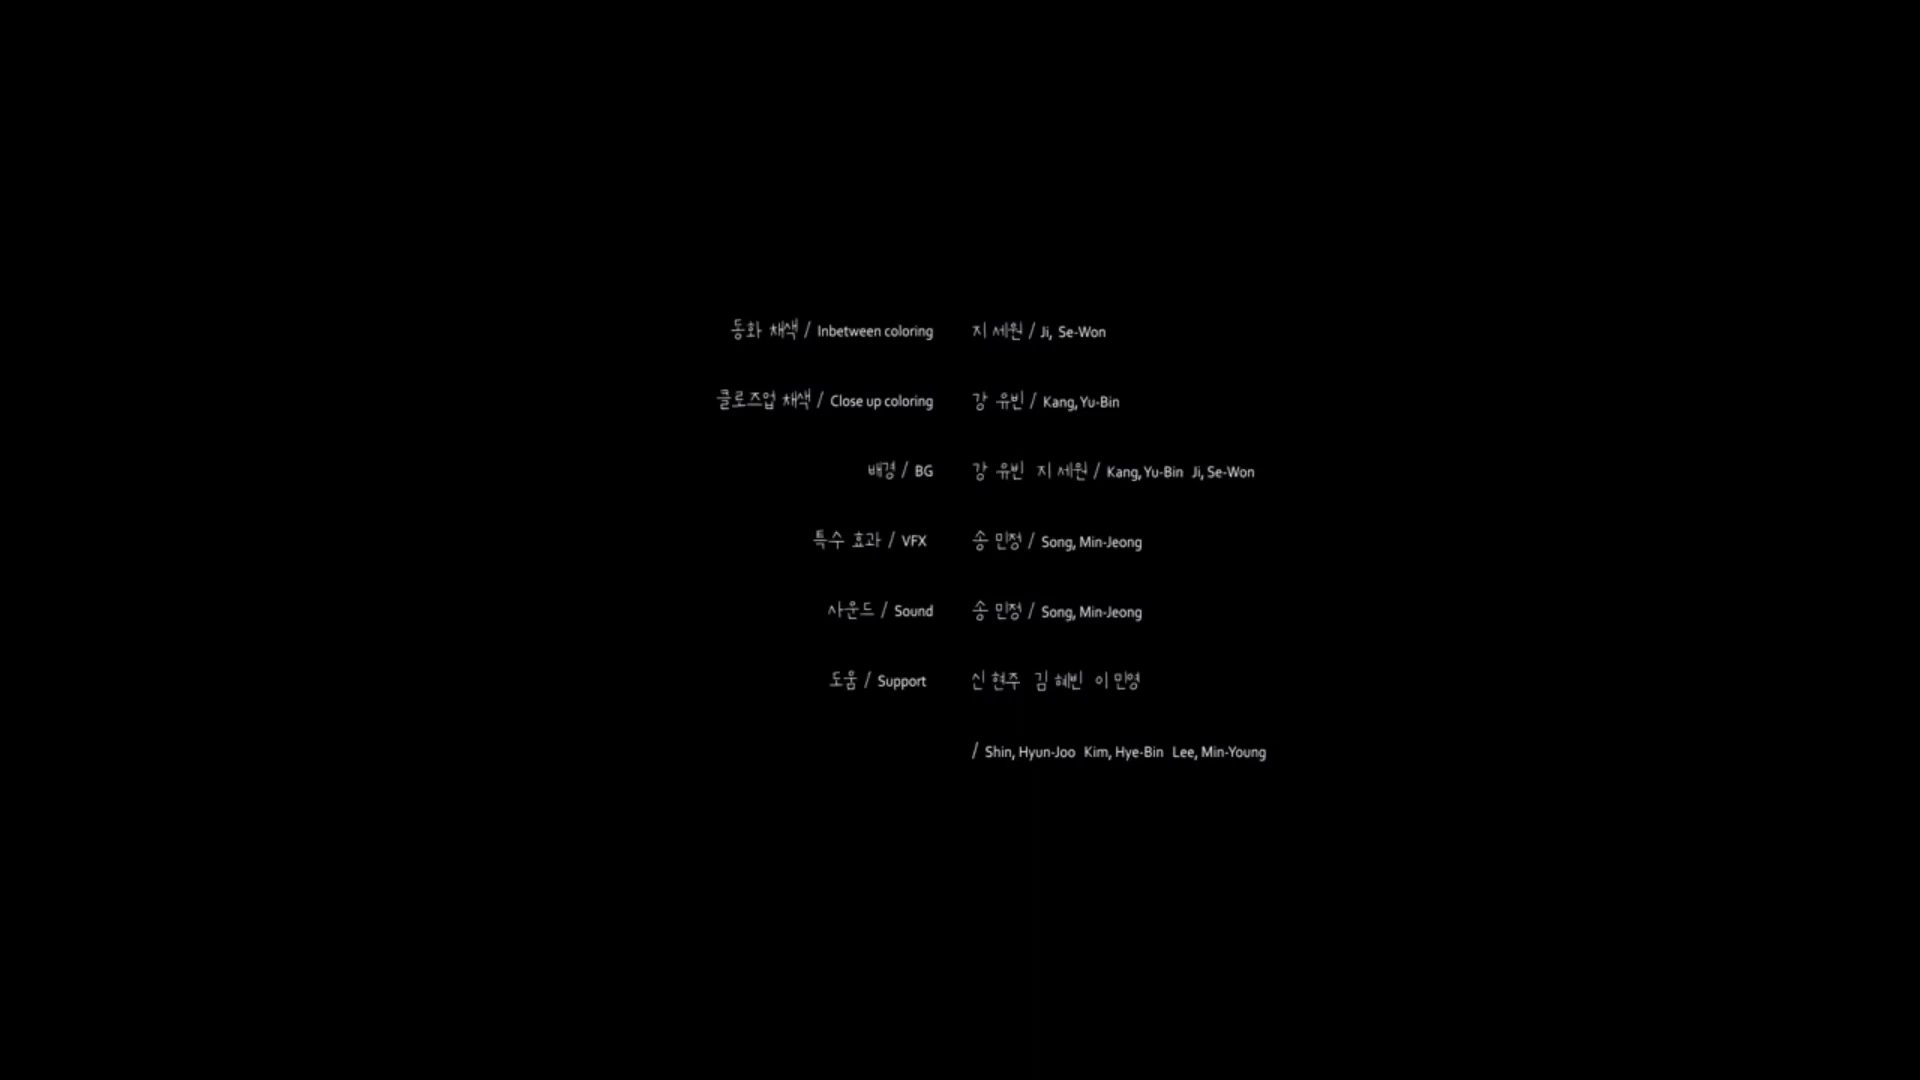 동화 채색 / Inbetween coloring 지 세원 / Ji, Se-Won
클로즈업 채색 / Close up coloring 강 유빈 / Kang, Yu-Bin
배경 / BG 강 유빈 지 세원 / Kang, Yu-Bin Ji, Se-Won
특수 효과 / VFX 송 민정 / Song, Min-Jeong
사운드 / Sound 송 민정 / Song, Min-Jeong
도움 / Support 신 현주 김 혜빈 이 민영
/ Shin, Hyun-Joo Kim, Hye-Bin Lee, Min-Young